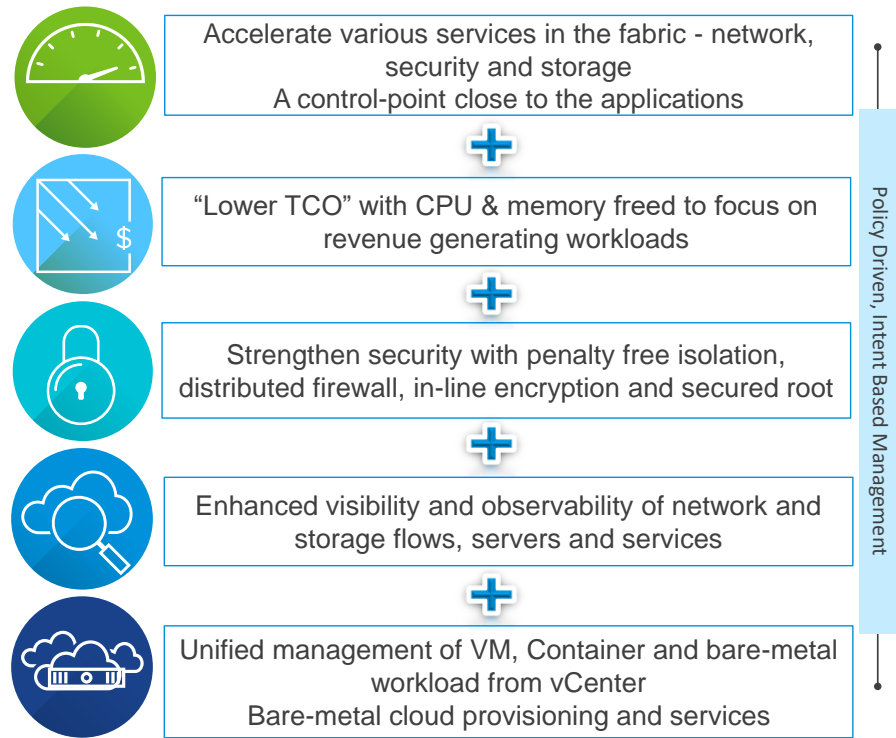 Accelerate various services in the fabric - network,
security and storage
A control-point close to the applications
$
“Lower TCO” with CPU & memory freed to focus on
revenue generating workloads
Strengthen security with penalty free isolation,
distributed firewall, in-line encryption and secured root
Enhanced visibility and observability of network and
storage flows, servers and services
Unified management of VM, Container and bare-metal
workload from vCenter
Bare-metal cloud provisioning and services
Policy Driven, Intent Based Management